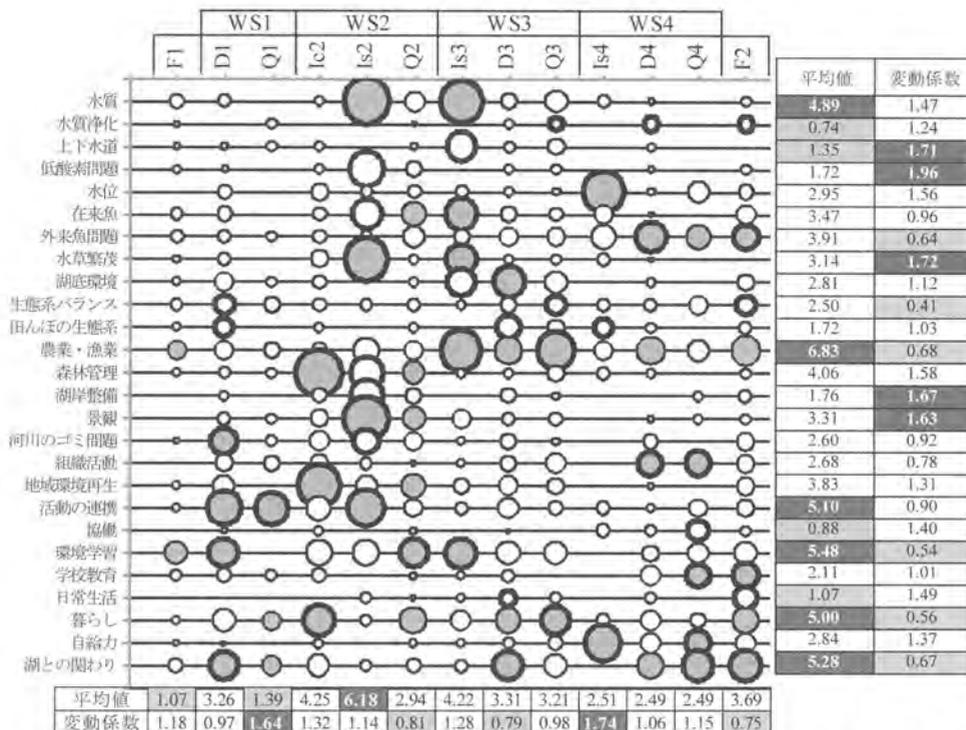 WS1 WS2 WS3 WS4
F1 D1 Q1 Ic2 Is2 Q2 Is3 D3 Q3 Is4 D4 Q4 F2
平均値 変動係数
水質 4.89 1.47
水質浄化 0.74 1.24
上下水道 1.35 1.71
低酸素問題 1.72 1.96
水位 2.95 1.56
在来魚 3.47 0.96
外来魚問題 3.91 0.64
水草繁茂 3.14 1.72
湖底環境 2.81 1.12
生態系バランス 2.50 0.41
田んぼの生態系 1.72 1.03
農業・漁業 6.83 0.68
森林管理 4.06 1.58
湖岸整備 1.76 1.67
景観 3.31 1.63
河川のゴミ問題 2.60 0.92
組織活動 2.68 0.78
地域環境再生 3.83 1.31
活動の連携 5.10 0.90
協働 0.88 1.40
環境学習 5.48 0.54
学校教育 2.11 1.01
日常生活 1.07 1.49
暮らし 5.00 0.56
自給力 2.84 1.37
湖との関わり 5.28 0.67
平均値 1.07 3.26 1.39 4.25 6.18 2.94 4.22 3.31 3.21 2.51 2.49 2.49 3.69
変動係数 1.18 0.97 1.64 1.32 1.14 0.81 1.28 0.79 0.98 1.74 1.06 1.15 0.75